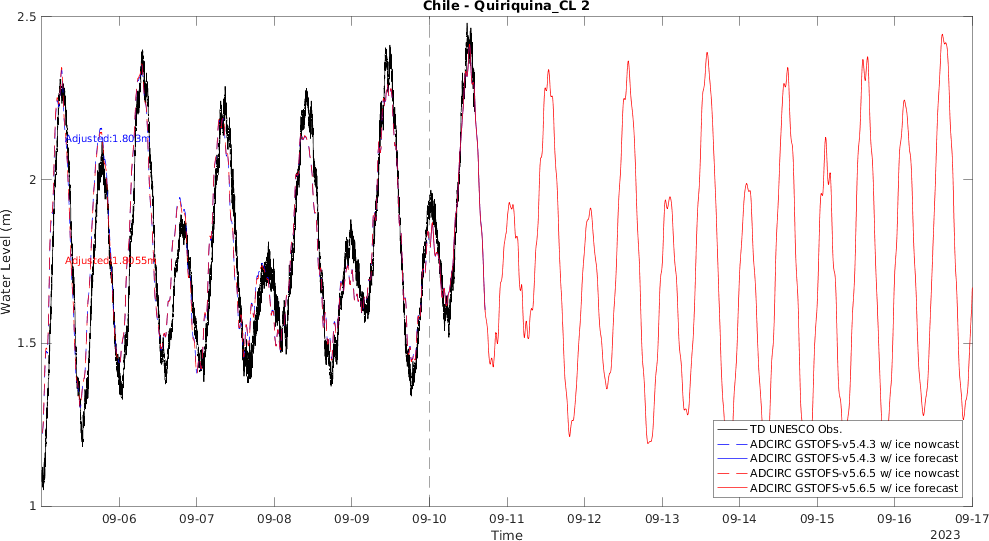 Chile - Quiriquina_CL 2
2.5
2
1.5
1
Water Level (m)
Adjusted:1.803m
Adjusted:1.8055m
TD UNESCO Obs.
ADCIRC GSTOFS-v5.4.3 w/ ice nowcast
ADCIRC GSTOFS-v5.4.3 w/ ice forecast
ADCIRC GSTOFS-v5.6.5 w/ ice nowcast
ADCIRC GSTOFS-v5.6.5 w/ ice forecast
09-06 09-07 09-08 09-09 09-10 09-11 09-12 09-13 09-14 09-15 09-16 09-17
Time
2023